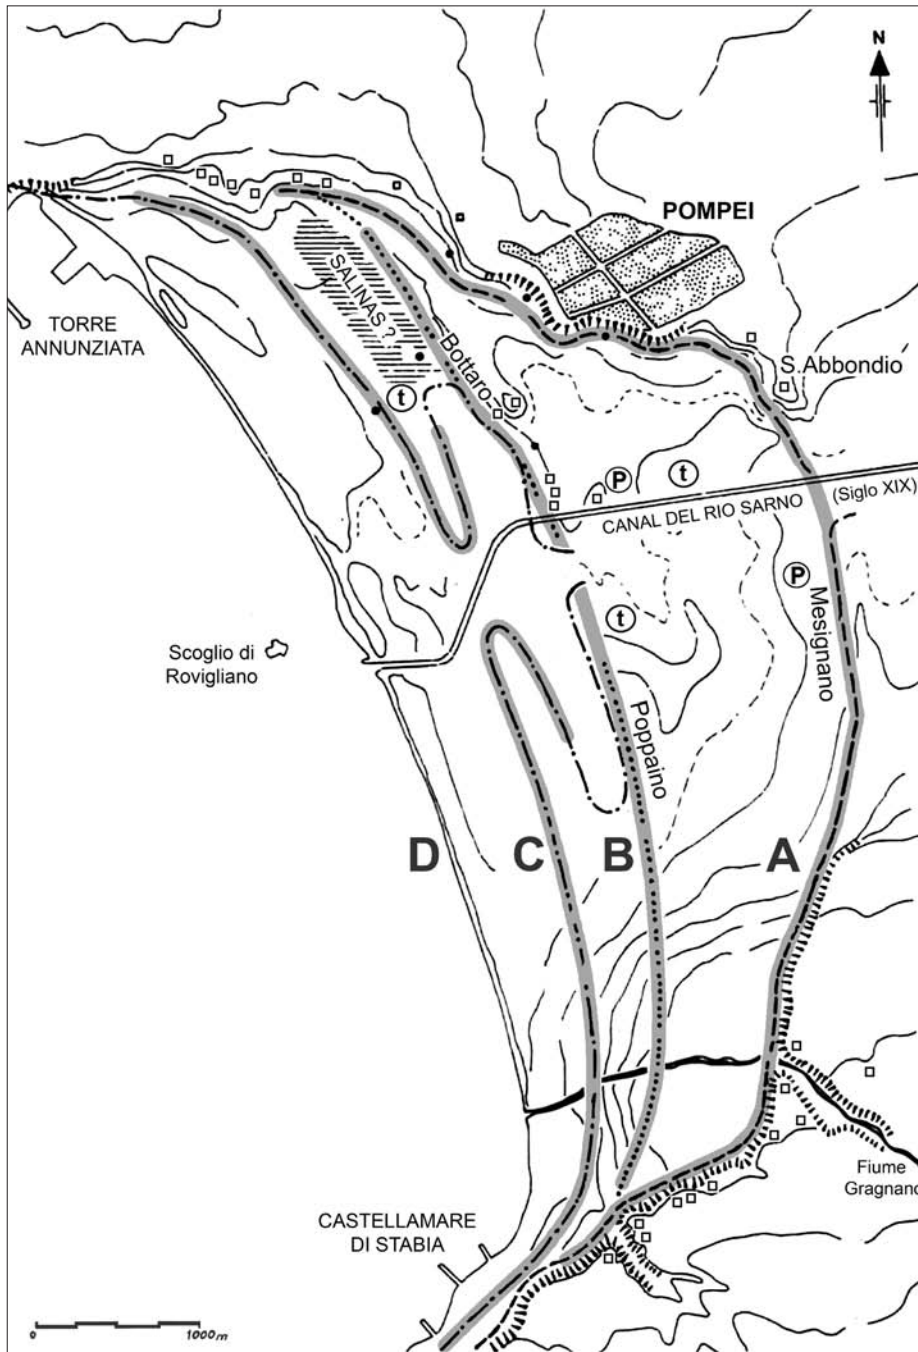 N
POMPEI
TORRE
ANNUNZIATA
SALINAS ?
Bottaro
S.Abbondio
t
P
t
(Siglo XIX)
CANAL DEL RIO SARNO
P
Mesignano
t
Scoglio di
Rovigliano
Poppaino
D
C
B
A
Fiume
Gragnano
CASTELLAMARE
DI STABIA
0
1000m